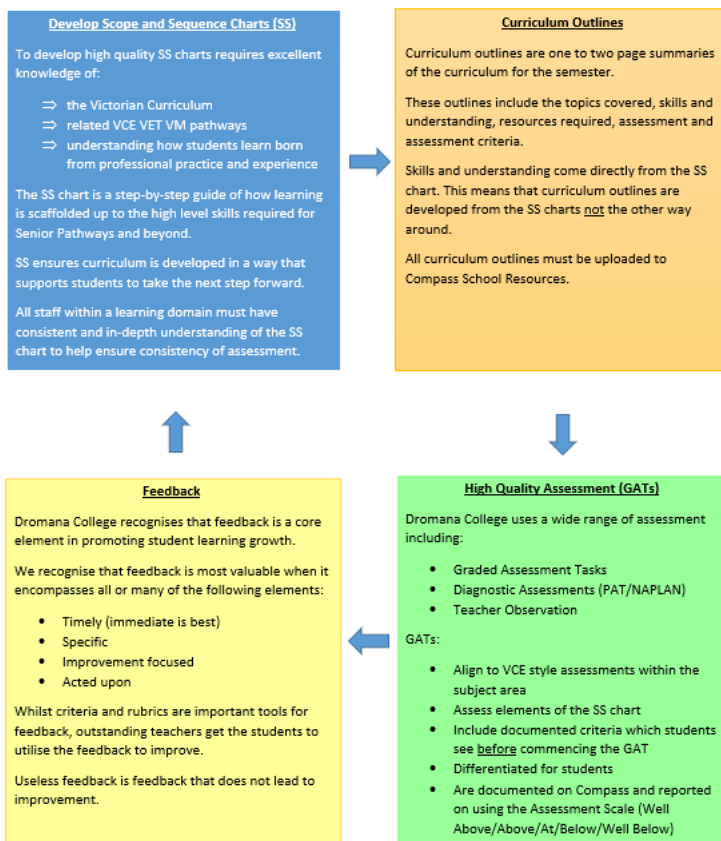 Develop Scope and Sequence Charts (SS)
To develop high quality SS charts requires excellent
knowledge of:
⇒ the Victorian Curriculum
⇒ related VCE VET VM pathways
⇒ understanding how students learn born
from professional practice and experience
The SS chart is a step-by-step guide of how learning
is scaffolded up to the high level skills required for
Senior Pathways and beyond.
SS ensures curriculum is developed in a way that
supports students to take the next step forward.
All staff within a learning domain must have
consistent and in-depth understanding of the SS
chart to help ensure consistency of assessment.
Curriculum Outlines
Curriculum outlines are one to two page summaries
of the curriculum for the semester.
These outlines include the topics covered, skills and
understanding, resources required, assessment and
assessment criteria.
Skills and understanding come directly from the SS
chart. This means that curriculum outlines are
developed from the SS charts not the other way
around.
All curriculum outlines must be uploaded to
Compass School Resources.
High Quality Assessment (GATs)
Dromana College uses a wide range of assessment
including:
• Graded Assessment Tasks
• Diagnostic Assessments (PAT/NAPLAN)
• Teacher Observation
GATs:
• Align to VCE style assessments within the
subject area
• Assess elements of the SS chart
• Include documented criteria which students
see before commencing the GAT
• Differentiated for students
• Are documented on Compass and reported
on using the Assessment Scale (Well
Above/Above/At/Below/Well Below)
Feedback
Dromana College recognises that feedback is a core
element in promoting student learning growth.
We recognise that feedback is most valuable when it
encompasses all or many of the following elements:
• Timely (immediate is best)
• Specific
• Improvement focused
• Acted upon
Whilst criteria and rubrics are important tools for
feedback, outstanding teachers get the students to
utilise the feedback to improve.
Useless feedback is feedback that does not lead to
improvement.